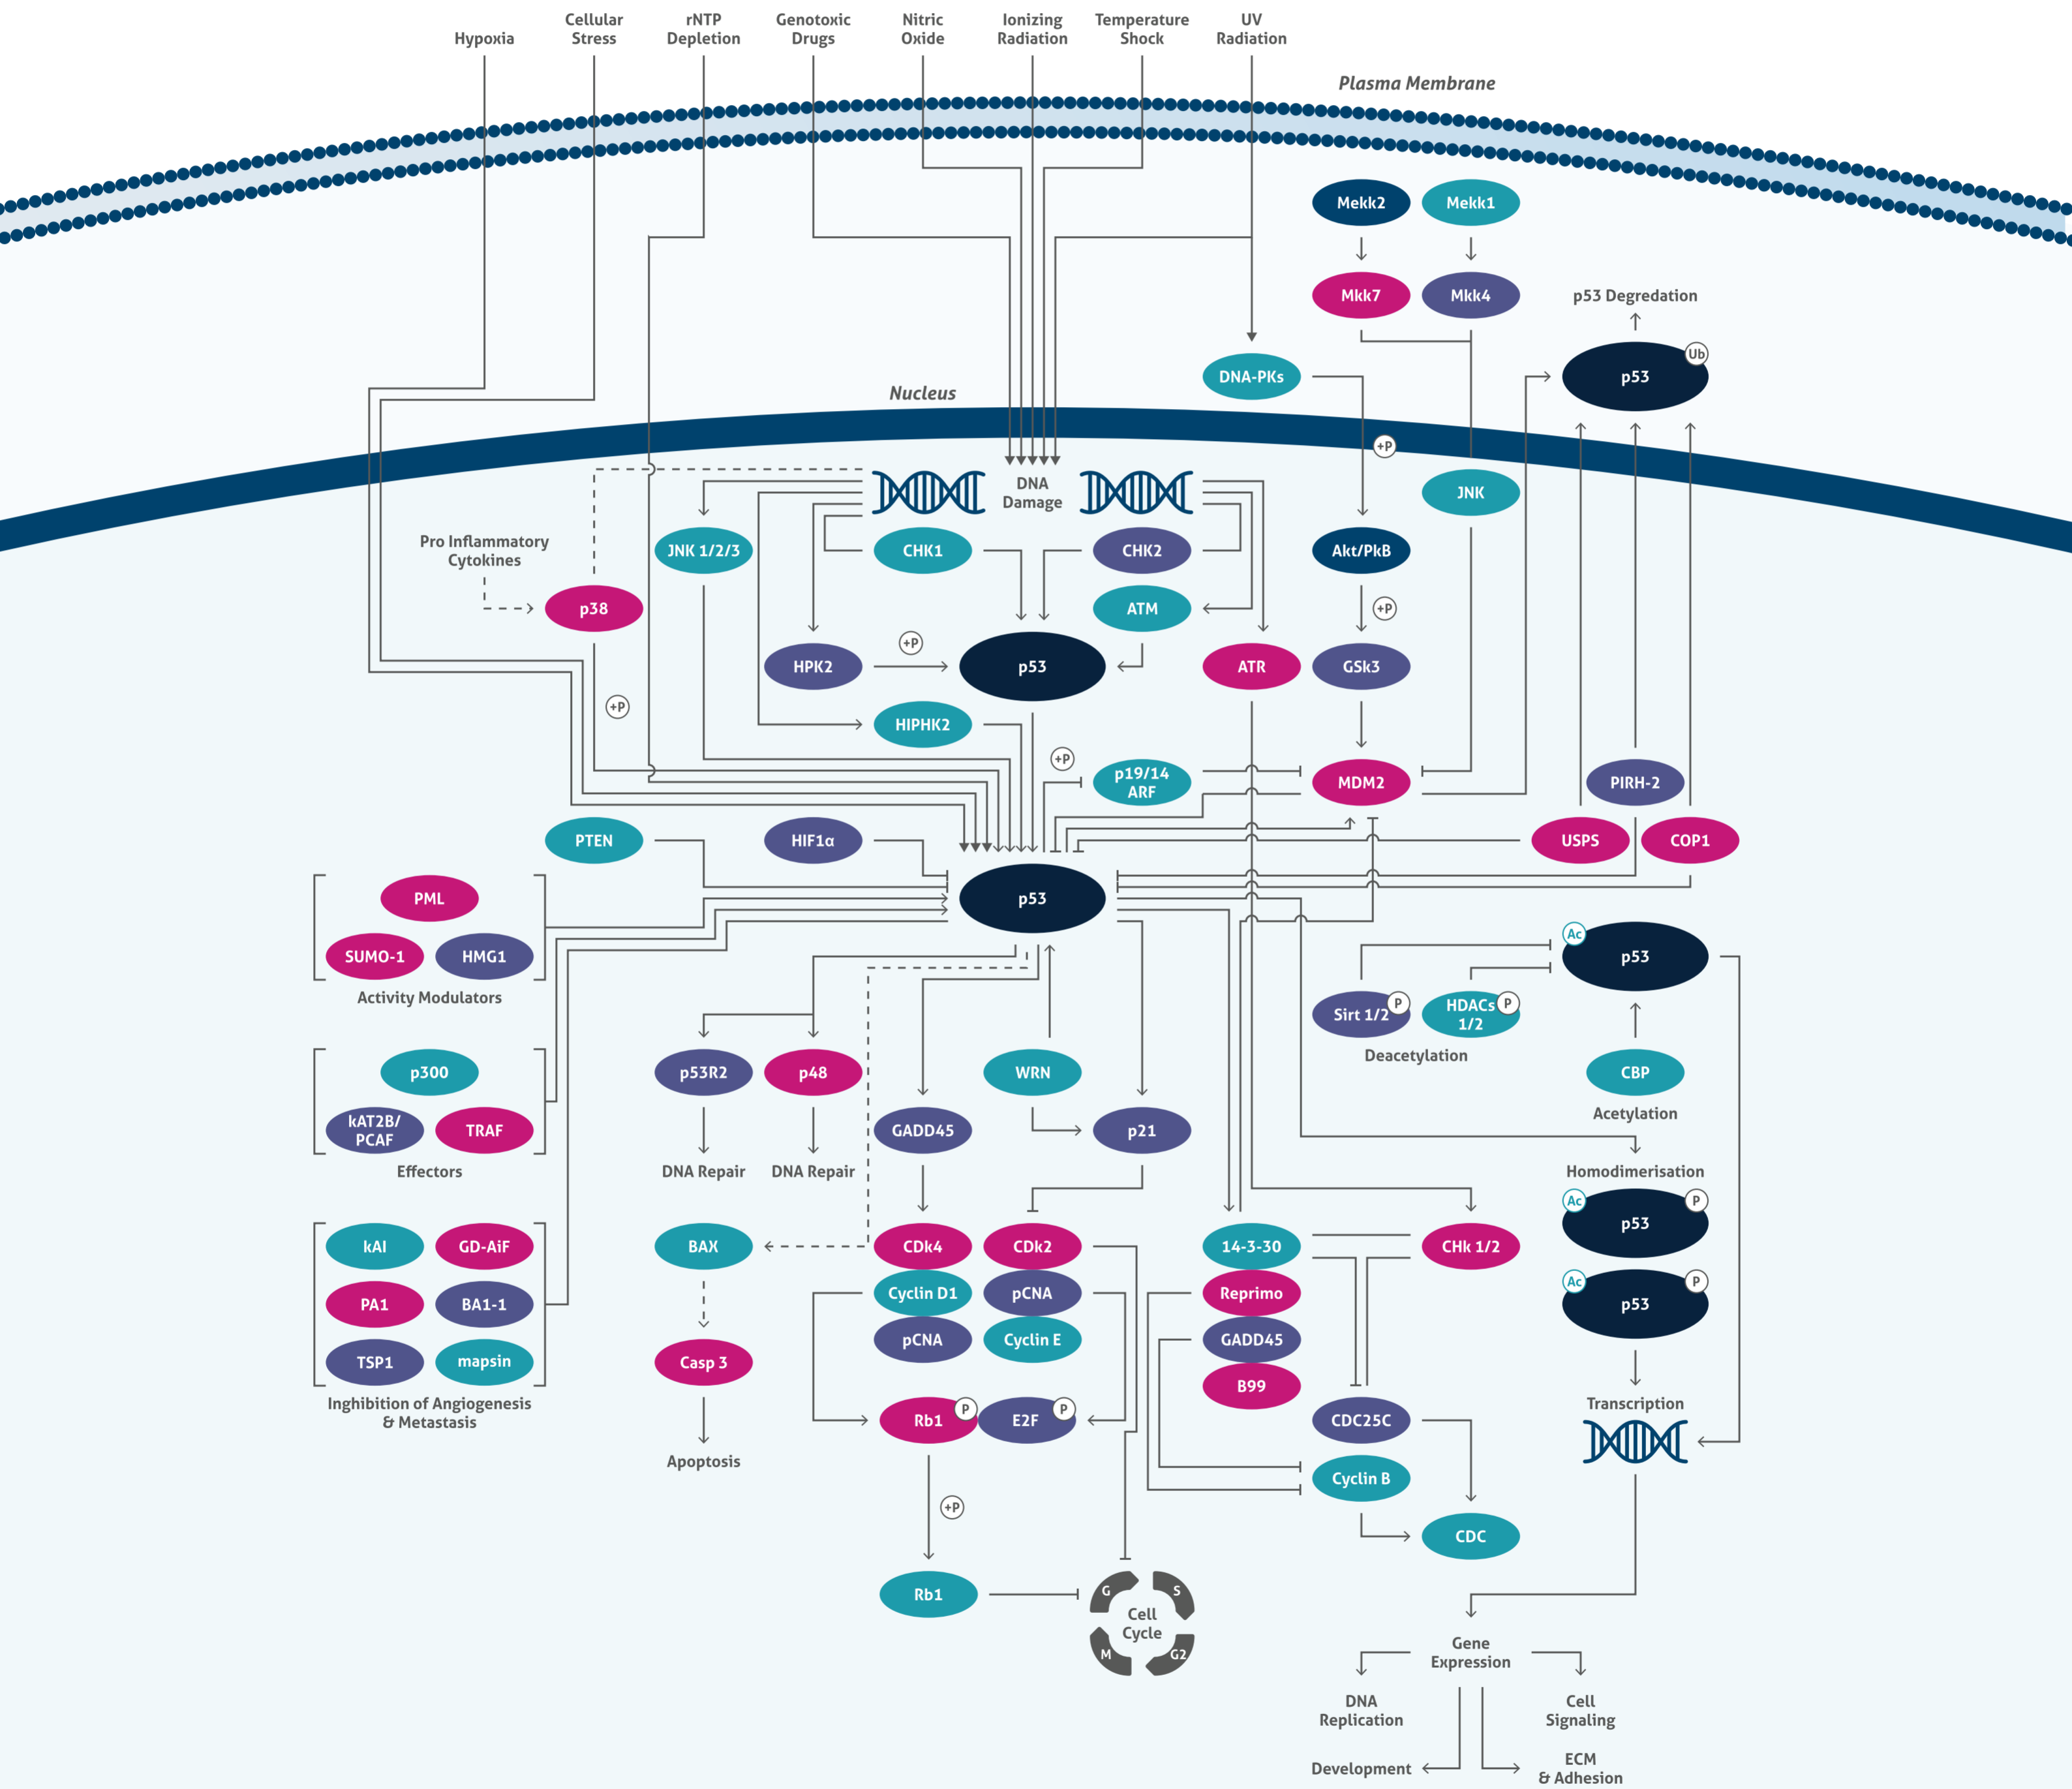 Hypoxia
Cellular
Stress
rNTP
Depletion
Genotoxic
Drugs
Nitric
Oxide
Ionizing
Radiation
Temperature
Shock
UV
Radiation
Plasma Membrane
Mekk2
Mekk1
Mkk7
Mkk4
p53 Degredation
p53
Ub
DNA-PKs
Nucleus
+P
DNA
Damage
JNK
Pro Inflammatory
Cytokines
JNK 1/2/3
CHK1
CHK2
Akt/PkB
p38
ATM
+P
+P
HPK2
p53
ATR
GSk3
+P
HIPHK2
+P
p19/14
ARF
MDM2
PIRH-2
PTEN
HIF1α
USPS
COP1
PML
p53
SUMO-1
HMG1
Activity Modulators
Ac
p53
Sirt 1/2
P
HDACs
1/2
P
Deacetylation
p300
p53R2
p48
WRN
CBP
Acetylation
kAT2B/
PCAF
TRAF
GADD45
p21
Effectors
DNA Repair
DNA Repair
Homodimerisation
Ac
P
p53
kAI
GD-AiF
BAX
CDk4
CDk2
14-3-30
CHk 1/2
Ac
P
p53
PA1
BA1-1
Cyclin D1
pCNA
Reprimo
pCNA
Cyclin E
GADD45
TSP1
mapsin
Casp 3
B99
Inghibition of Angiogenesis
& Metastasis
Transcription
Rb1
P
E2F
P
CDC25C
Apoptosis
Cyclin B
+P
CDC
Rb1
G
S
Cell
Cycle
M
G2
Gene
Expression
DNA
Replication
Cell
Signaling
Development
ECM
& Adhesion